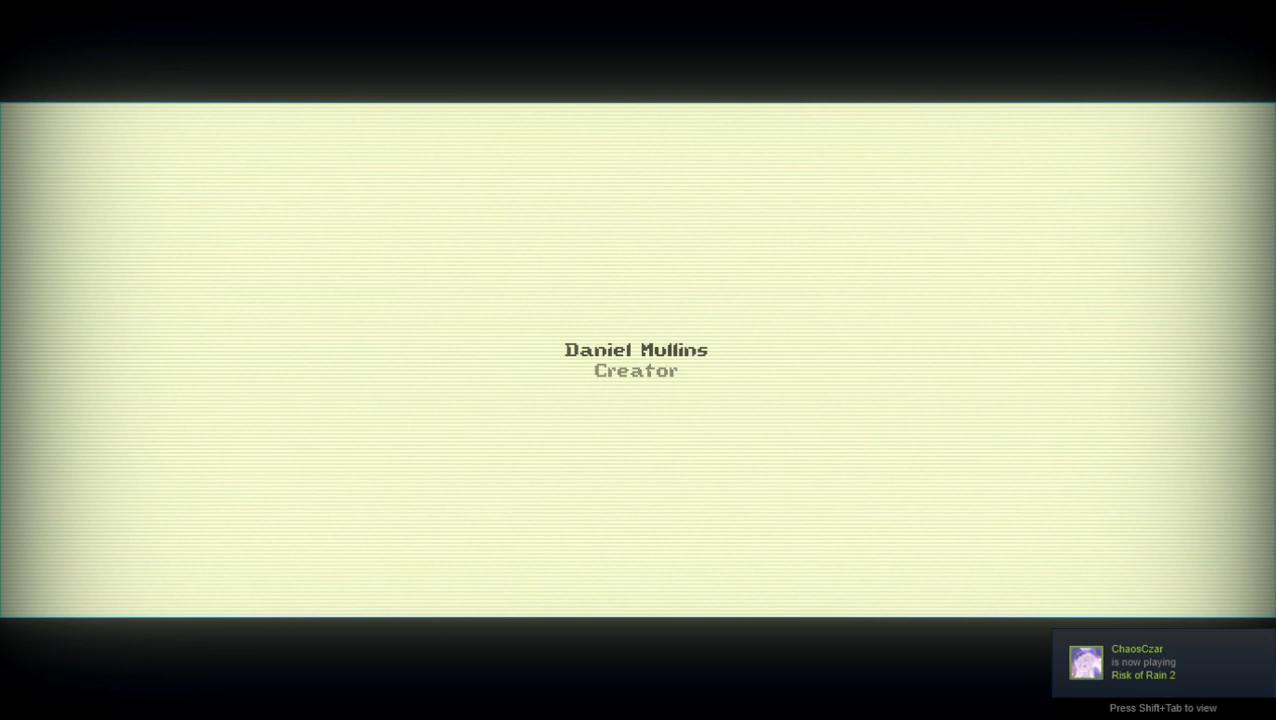 Daniel Mullins
Creator
ChaosCzar
is now playing
Risk of Rain 2
Press Shift+Tab to view